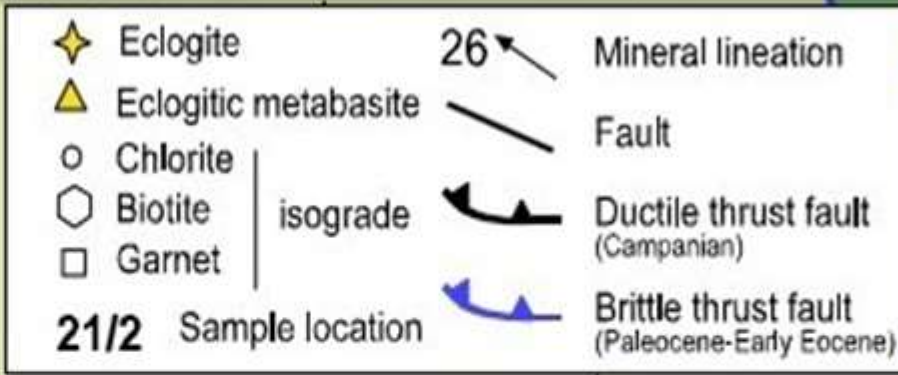 Eclogite
Eclogitic metabasite
Chlorite
Biotite
Garnet
isograde
21/2 Sample location
26 Mineral lineation
Fault
Ductile thrust fault
(Campanian)
Brittle thrust fault
(Paleocene-Early Eocene)